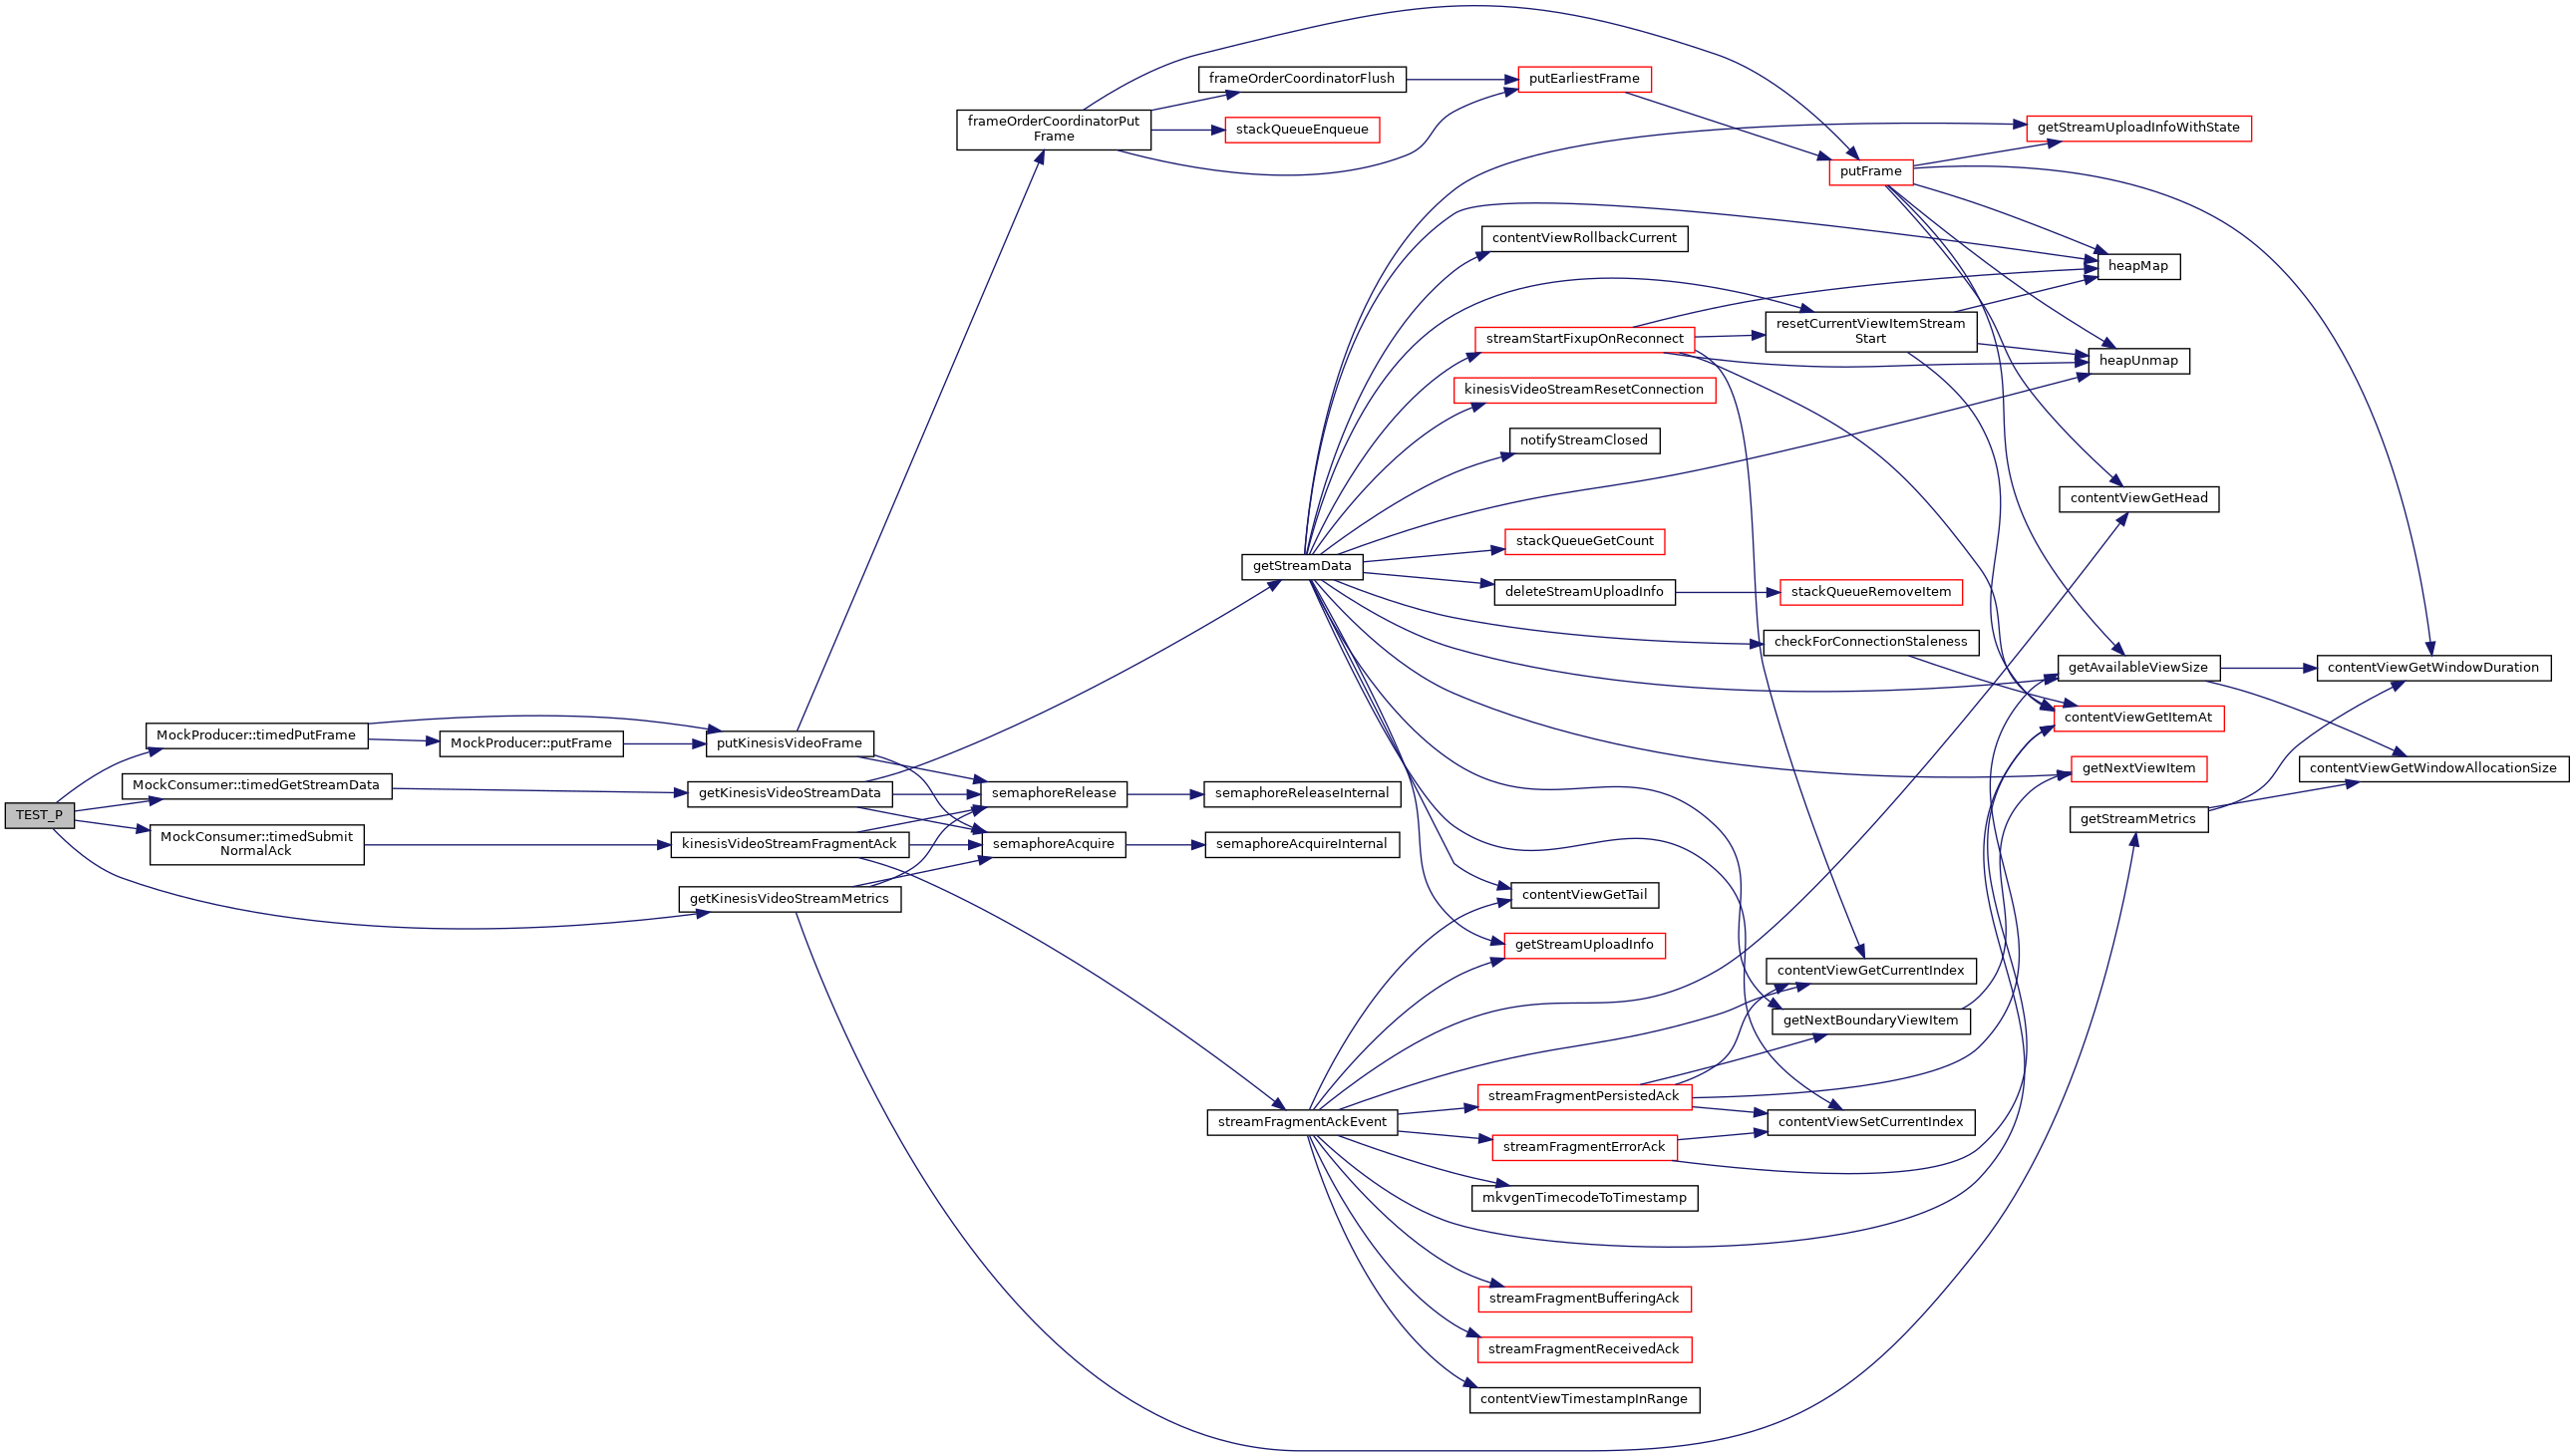 TEST_P
MockProducer::timedPutFrame
MockConsumer::timedGetStreamData
MockConsumer::timedSubmit
NormalAck
MockProducer::putFrame
putKinesisVideoFrame
getKinesisVideoStreamData
kinesisVideoStreamFragmentAck
getKinesisVideoStreamMetrics
frameOrderCoordinatorPut
Frame
semaphoreRelease
semaphoreAcquire
frameOrderCoordinatorFlush
stackQueueEnqueue
getStreamData
semaphoreReleaseInternal
semaphoreAcquireInternal
streamFragmentAckEvent
putEarliestFrame
contentViewRollbackCurrent
streamStartFixupOnReconnect
kinesisVideoStreamResetConnection
notifyStreamClosed
stackQueueGetCount
deleteStreamUploadInfo
contentViewGetTail
getStreamUploadInfo
streamFragmentPersistedAck
streamFragmentErrorAck
mkvgenTimecodeToTimestamp
streamFragmentBufferingAck
streamFragmentReceivedAck
contentViewTimestampInRange
putFrame
resetCurrentViewItemStream
Start
stackQueueRemoveItem
checkForConnectionStaleness
contentViewGetCurrentIndex
getNextBoundaryViewItem
contentViewSetCurrentIndex
getStreamUploadInfoWithState
heapMap
heapUnmap
contentViewGetHead
getAvailableViewSize
contentViewGetItemAt
getNextViewItem
getStreamMetrics
contentViewGetWindowDuration
contentViewGetWindowAllocationSize